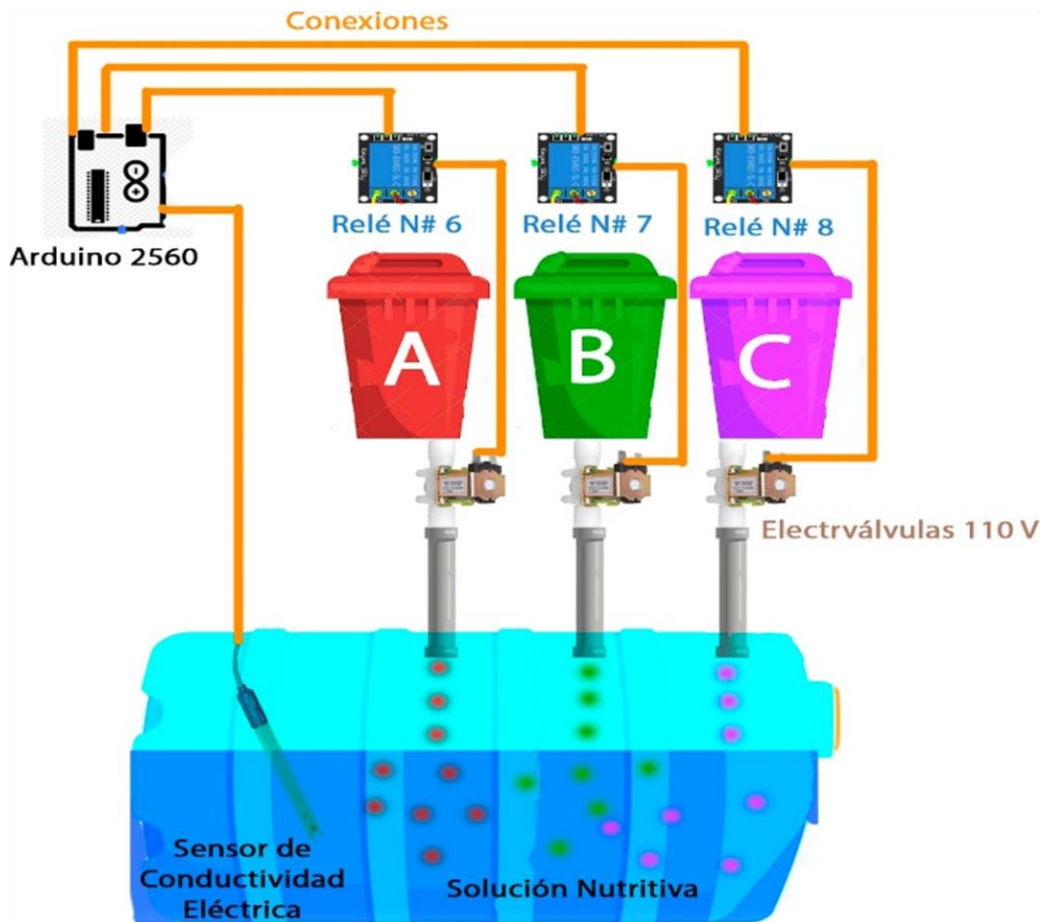 Conexiones
Arduino 2560
Relé N# 6
Relé N# 7
Relé N# 8
A
B
C
Electrválvulas 110 V
Sensor de
Conductividad
Eléctrica
Solución Nutritiva